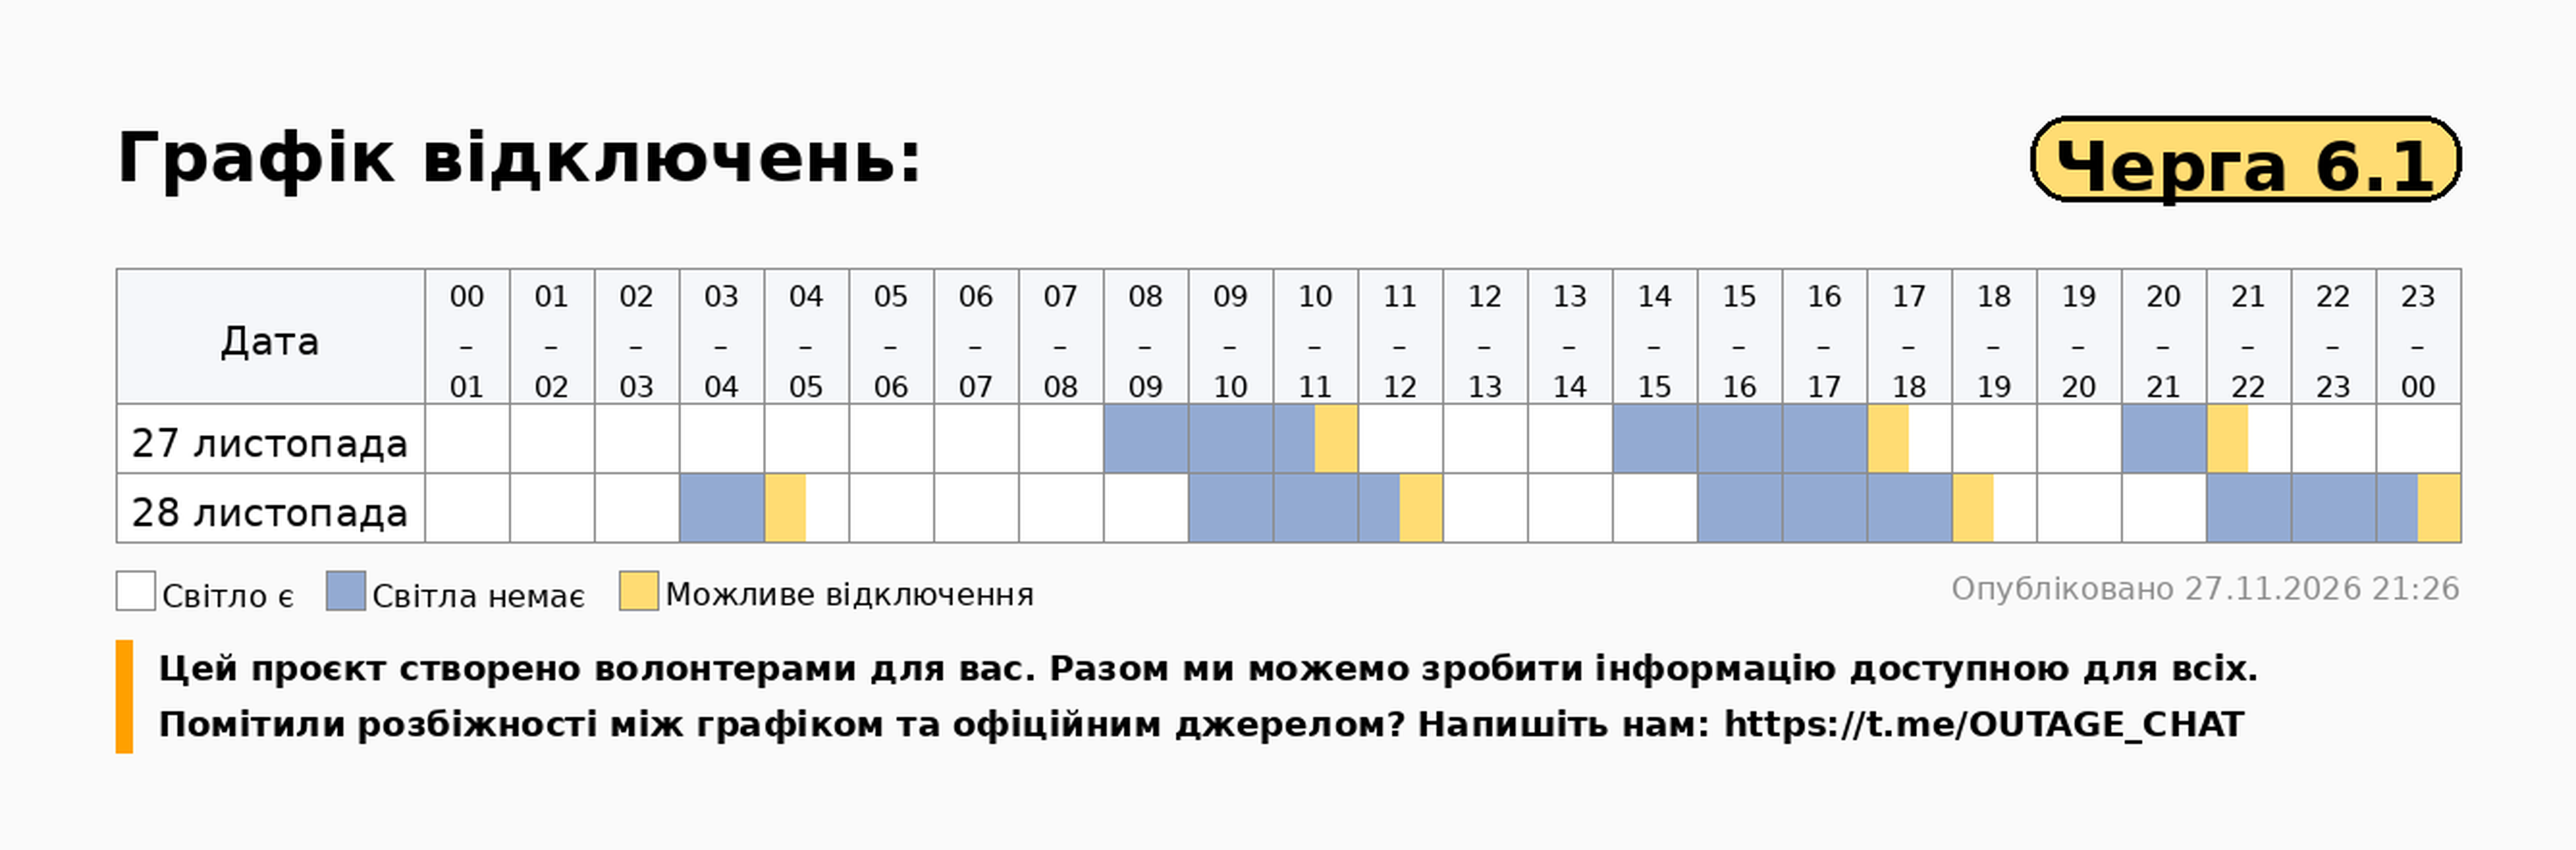 Графік відключень:
Черга 6.1
Дата 00 – 01 01 – 02 02 – 03 03 – 04 04 – 05 05 – 06 06 – 07 07 – 08 08 – 09 09 – 10 10 – 11 11 – 12 12 – 13 13 – 14 14 – 15 15 – 16 16 – 17 17 – 18 18 – 19 19 – 20 20 – 21 21 – 22 22 – 23 23 – 00
27 листопада
28 листопада
Світло є Світла немає Можливе відключення
Опубліковано 27.11.2026 21:26
Цей проєкт створено волонтерами для вас. Разом ми можемо зробити інформацію доступною для всіх.
Помітили розбіжності між графіком та офіційним джерелом? Напишіть нам: https://t.me/OUTAGE_CHAT